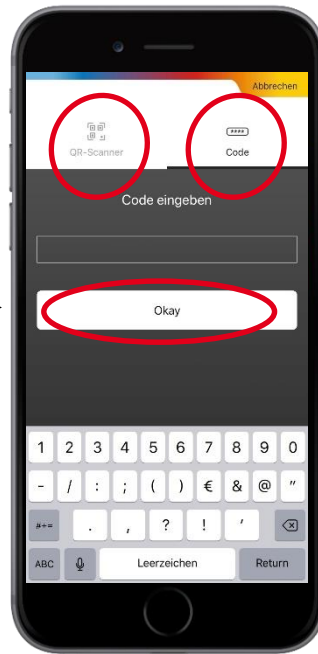 Abbrechen
QR-Scanner Code
Code eingeben
Okay
1 2 3 4 5 6 7 8 9 0
- / : ; ( ) € & @ "
#+= . , ? ! ' 
ABC Leerzeichen Return